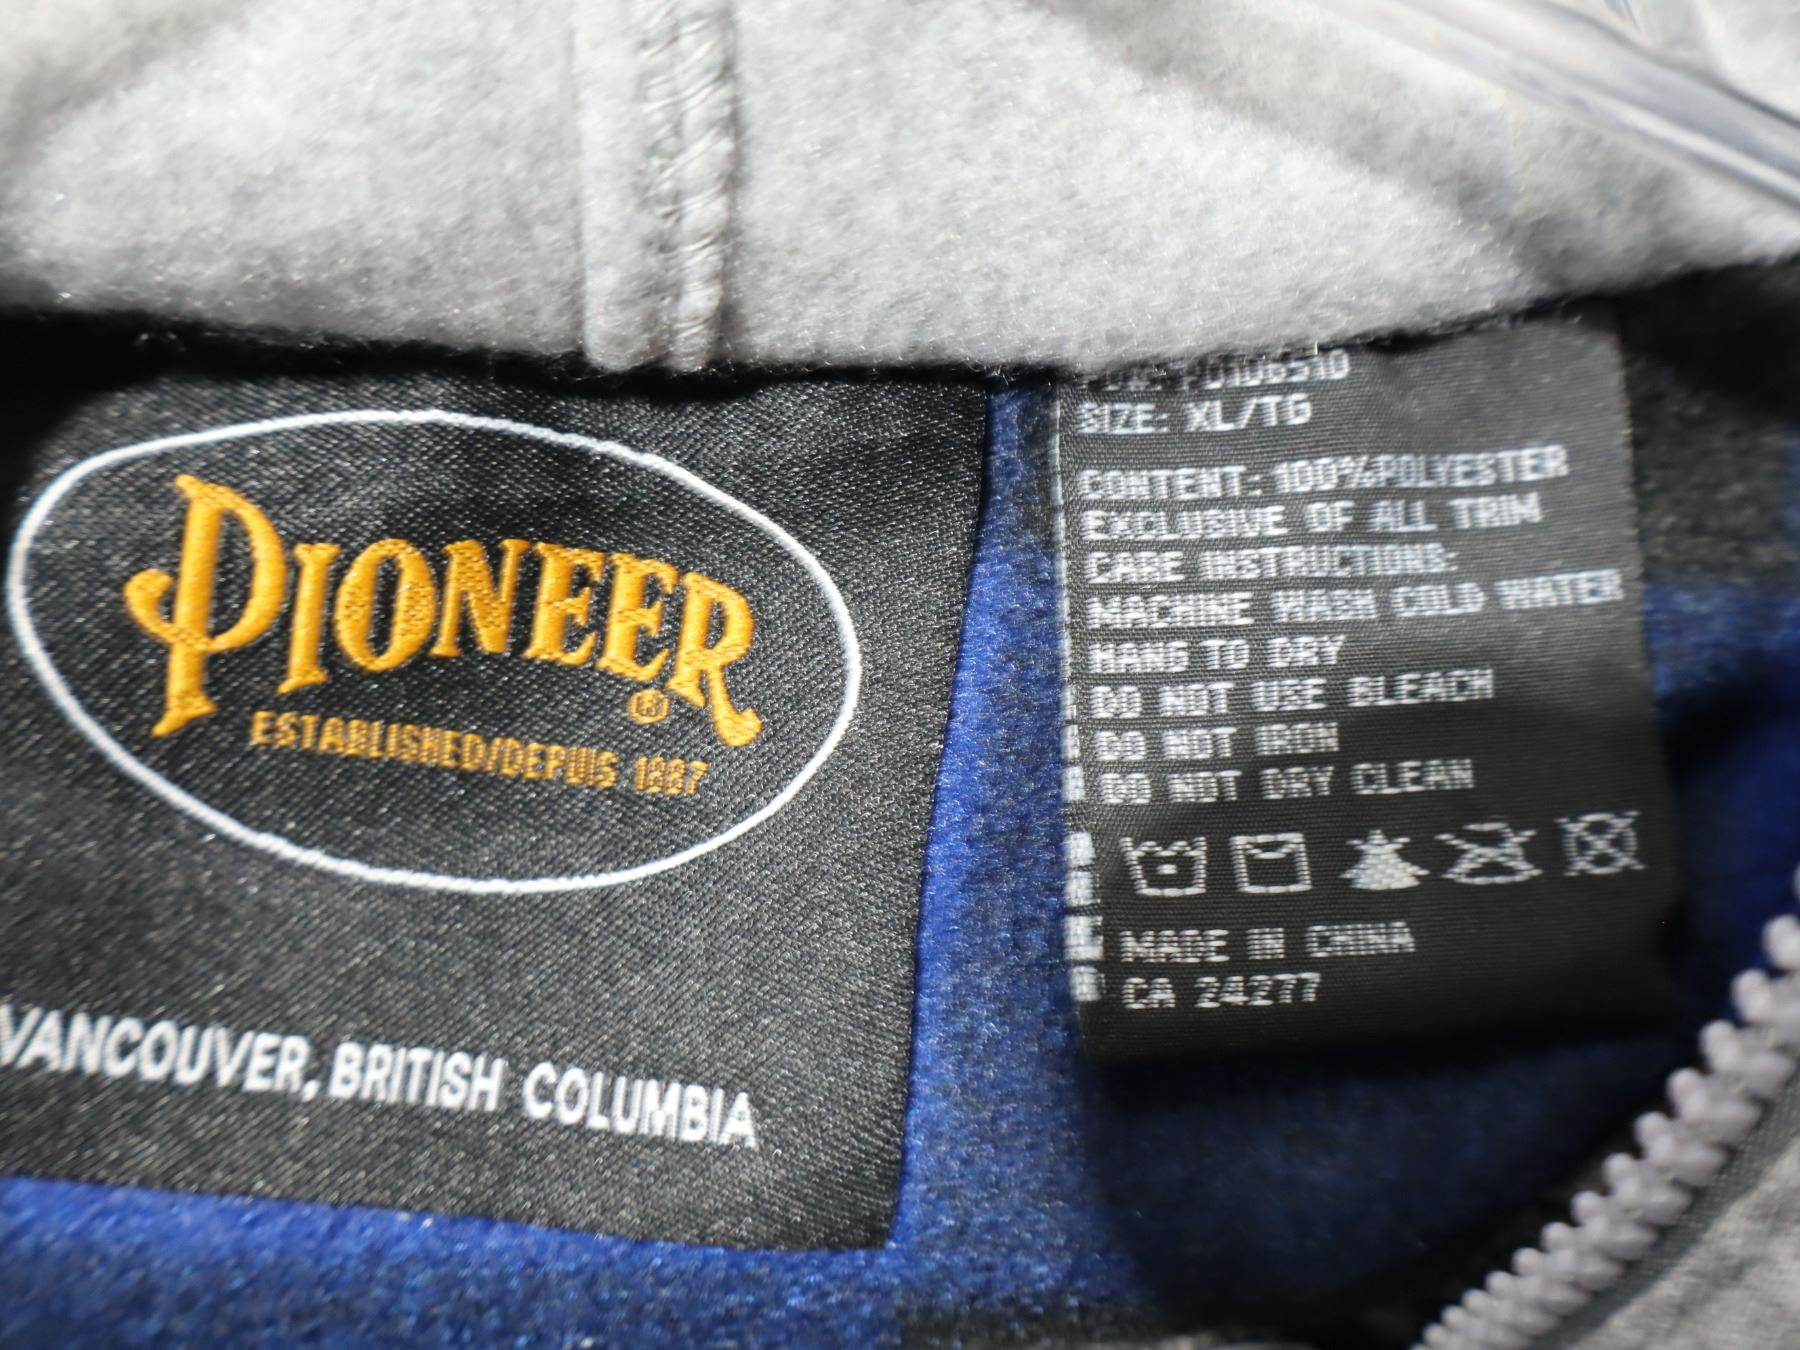 PIONEER®
ESTABLISHED/DEPUIS 1887
VANCOUVER, BRITISH COLUMBIA
SIZE: XL/TG
CONTENT: 100%POLYESTER
EXCLUSIVE OF ALL TRIM
CARE INSTRUCTIONS:
MACHINE WASH COLD WATER
HANG TO DRY
DO NOT USE BLEACH
DO NOT IRON
DO NOT DRY CLEAN
MADE IN CHINA
CA 24277